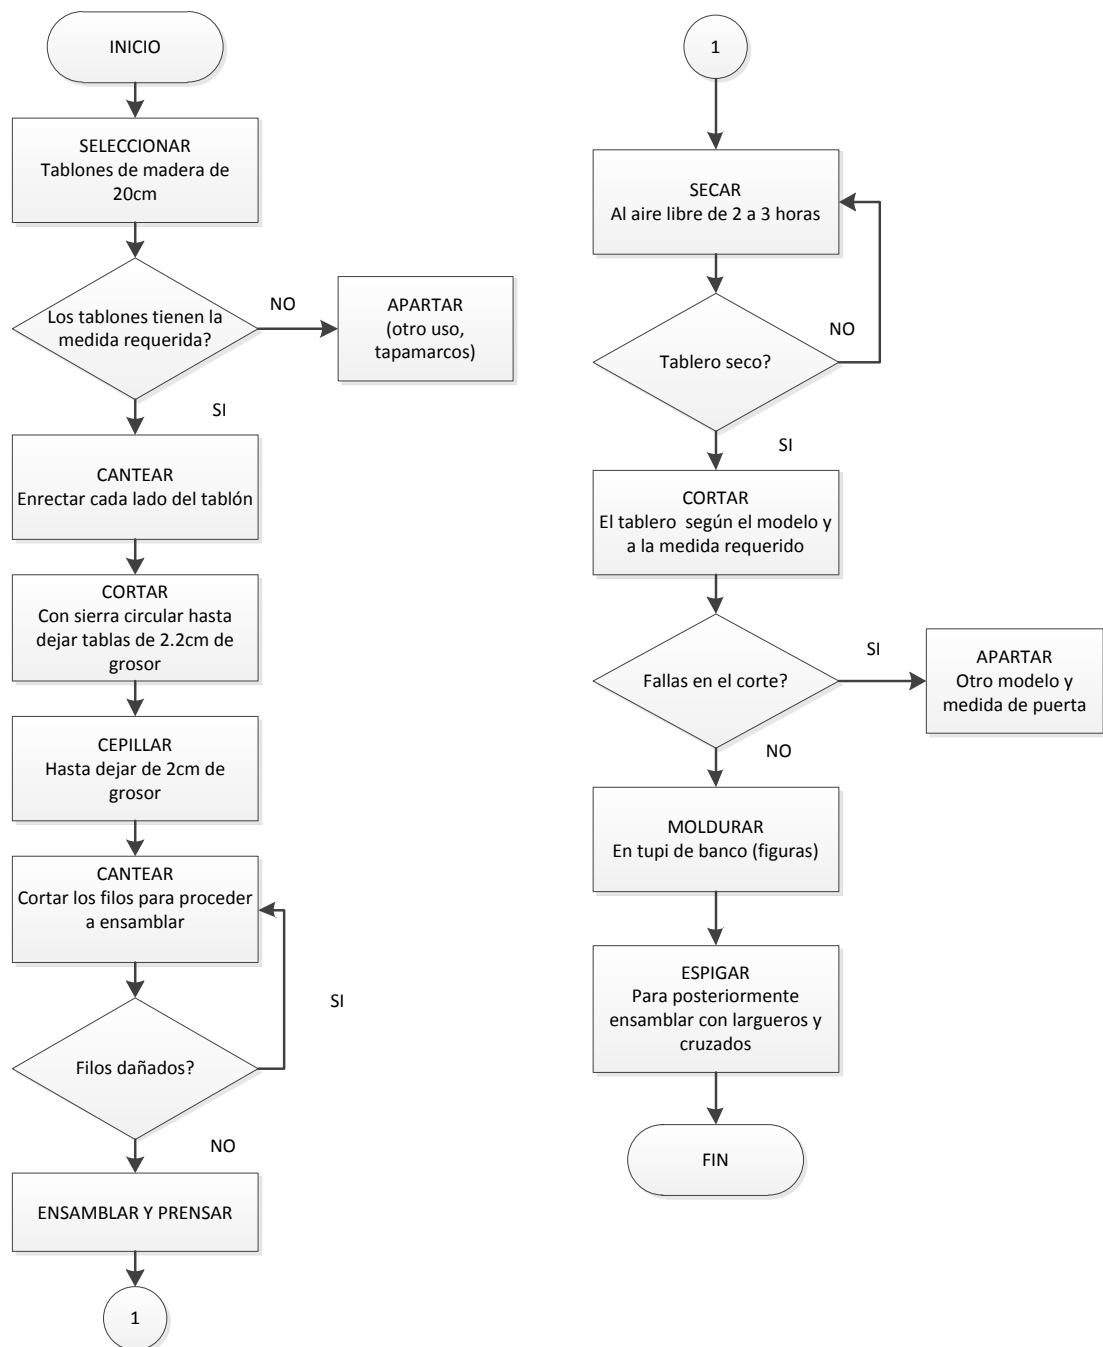 INICIO
SELECCIONAR
Tablones de madera de
20cm
Los tablones tienen la
medida requerida?
NO
APARTAR
(otro uso,
tapamarcos)
SI
CANTEAR
Enrectar cada lado del tablón
CORTAR
Con sierra circular hasta
dejar tablas de 2.2cm de
grosor
CEPILLAR
Hasta dejar de 2cm de
grosor
CANTEAR
Cortar los filos para proceder
a ensamblar
SI
Filos dañados?
NO
ENSAMBLAR Y PRENSAR
1
1
SECAR
Al aire libre de 2 a 3 horas
NO
Tablero seco?
SI
CORTAR
El tablero  según el modelo y
a la medida requerido
Fallas en el corte?
SI
APARTAR
Otro modelo y
medida de puerta
NO
MOLDURAR
En tupi de banco (figuras)
ESPIGAR
Para posteriormente
ensamblar con largueros y
cruzados
FIN